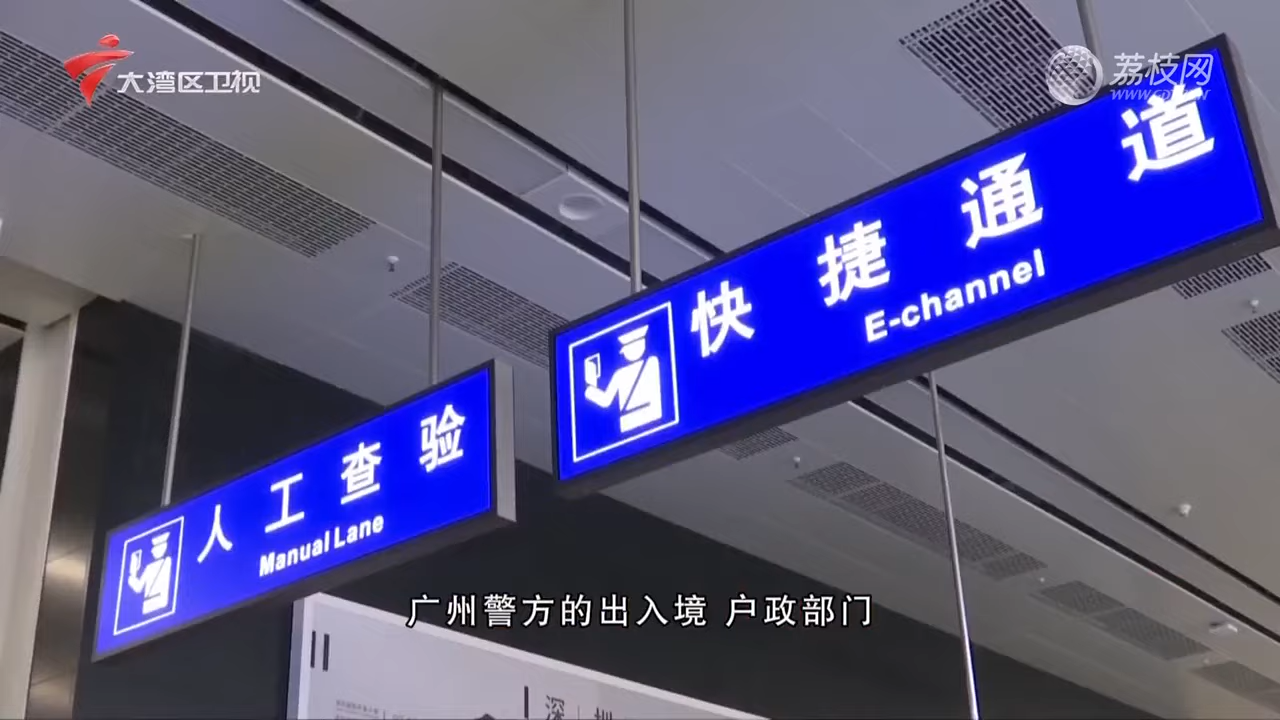 大湾区卫视
荔枝网
快捷通道
E-channel
人工查验
Manual Lane
广州警方的出入境 户政部门
深